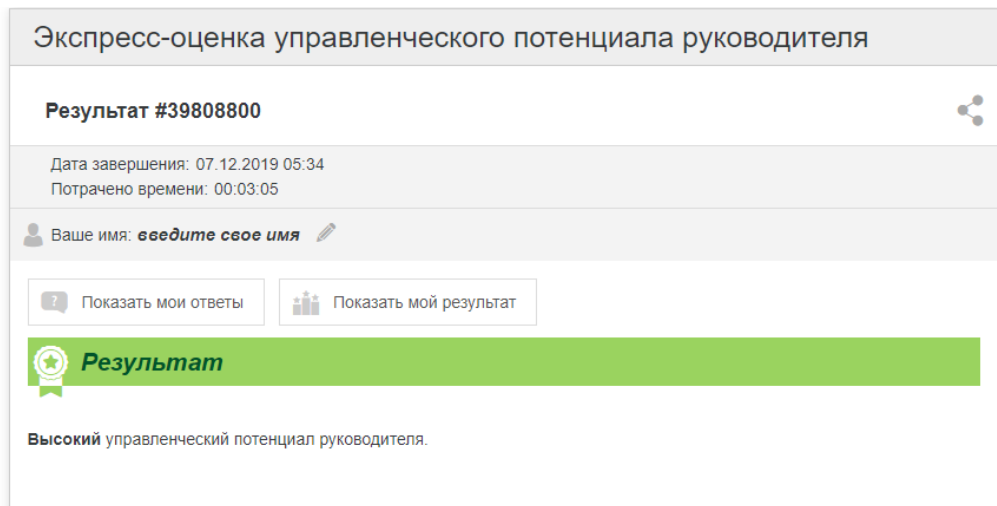 Экспресс-оценка управленческого потенциала руководителя
Результат #39808800
Дата завершения: 07.12.2019 05:34
Потрачено времени: 00:03:05
Ваше имя: введите свое имя
Показать мои ответы
Показать мой результат
Результат
Высокий управленческий потенциал руководителя.